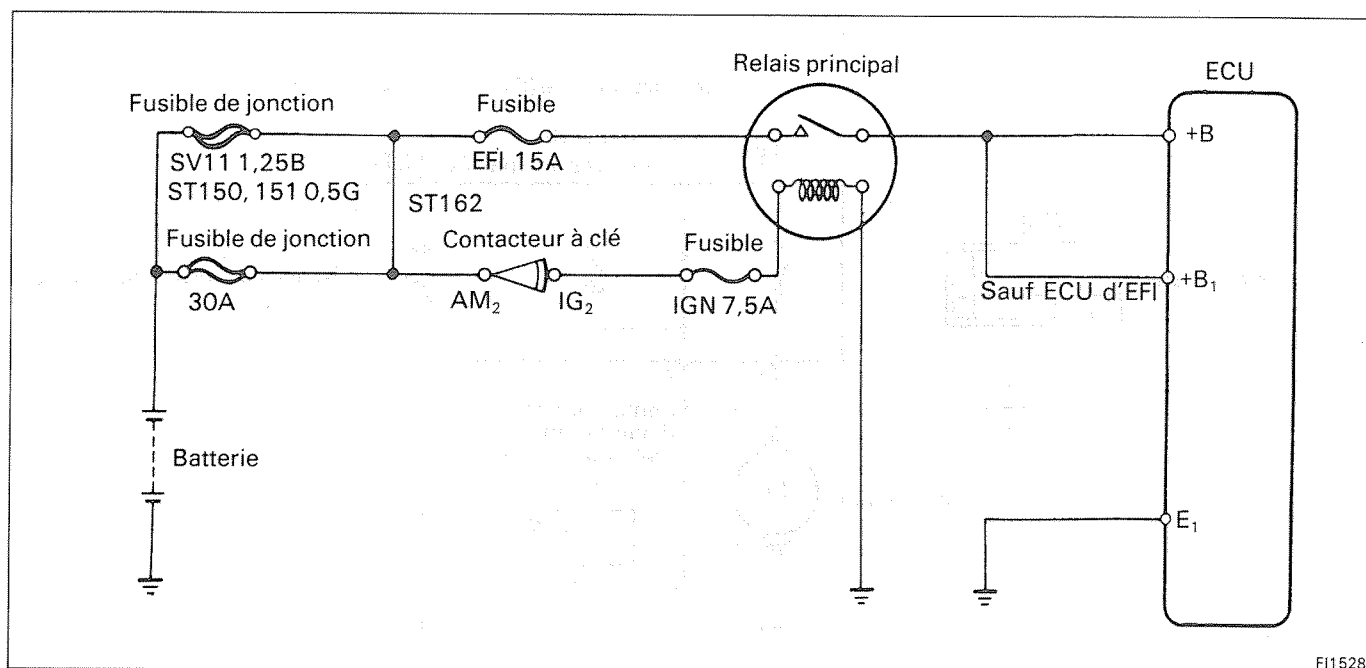 Relais principal
ECU
Fusible de jonction
Fusible
+B
SV11 1,25B
EFI 15A
ST150, 151 0,5G
ST162
Fusible de jonction
Contacteur à clé
Fusible
+B₁
Sauf ECU d'EFI
30A
AM₂
IG₂
IGN 7,5A
Batterie
E₁
FI1528